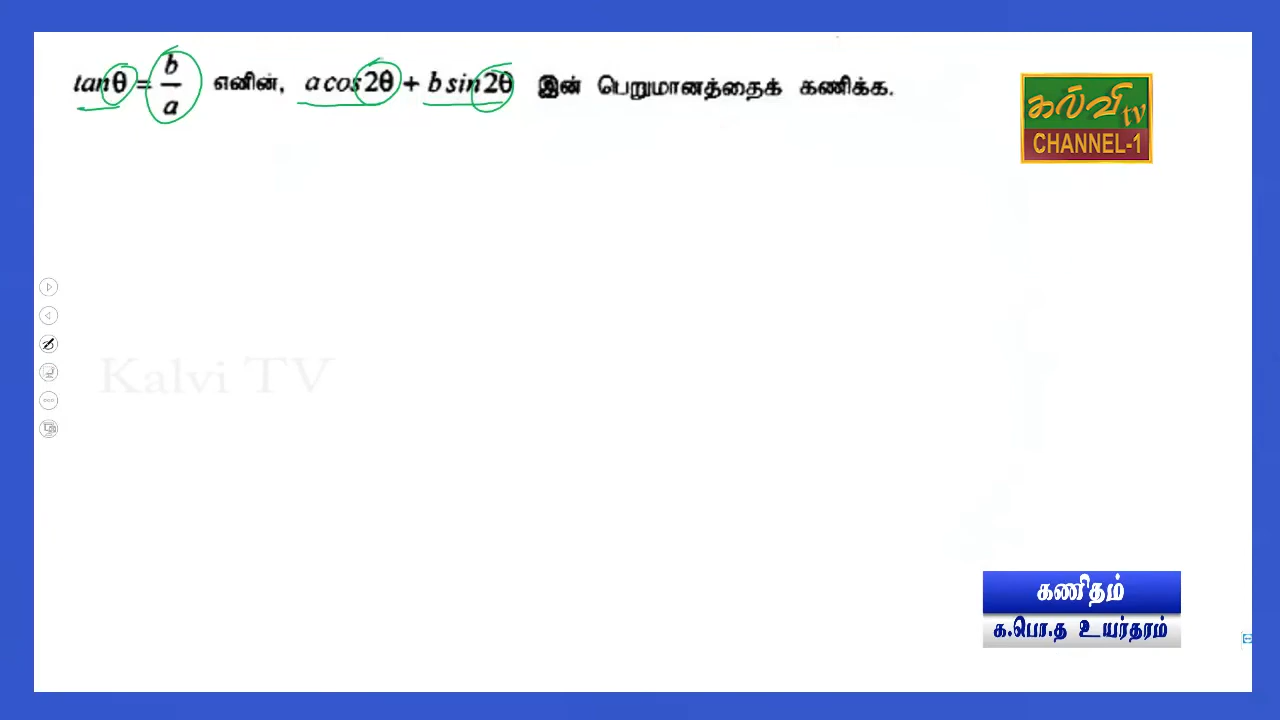 tanθ = b/a எனின், a cos2θ + b sin2θ இன் பெறுமானத்தைக் கணிக்க.
கல்வி tv
CHANNEL-1
Kalvi TV
கணிதம்
க.பொ.த உயர்தரம்